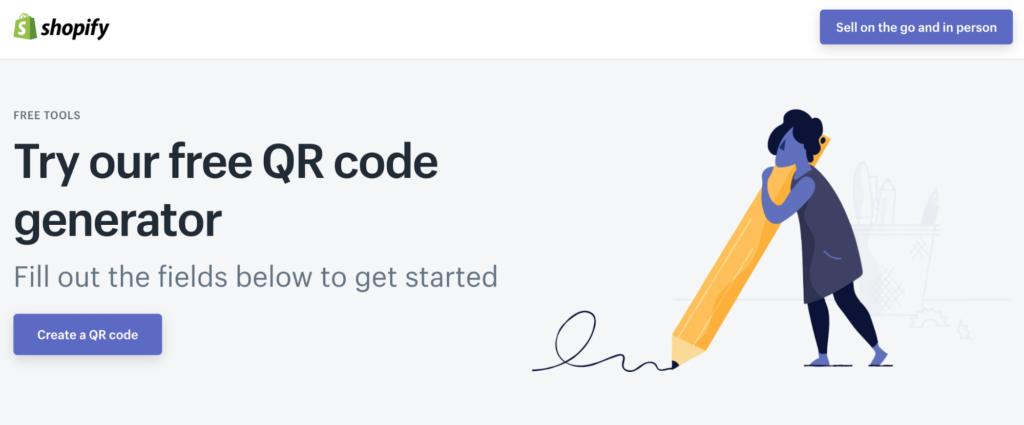 shopify
Sell on the go and in person
FREE TOOLS
Try our free QR code
generator
Fill out the fields below to get started
Create a QR code